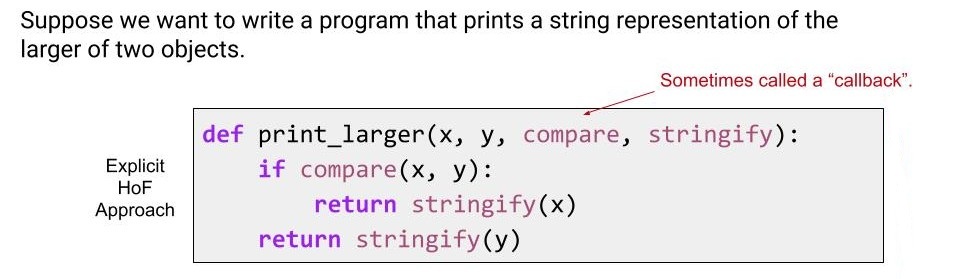 Suppose we want to write a program that prints a string representation of the
larger of two objects.
Sometimes called a “callback”.
Explicit
HoF
Approach
def print_larger(x, y, compare, stringify):
    if compare(x, y):
        return stringify(x)
    return stringify(y)